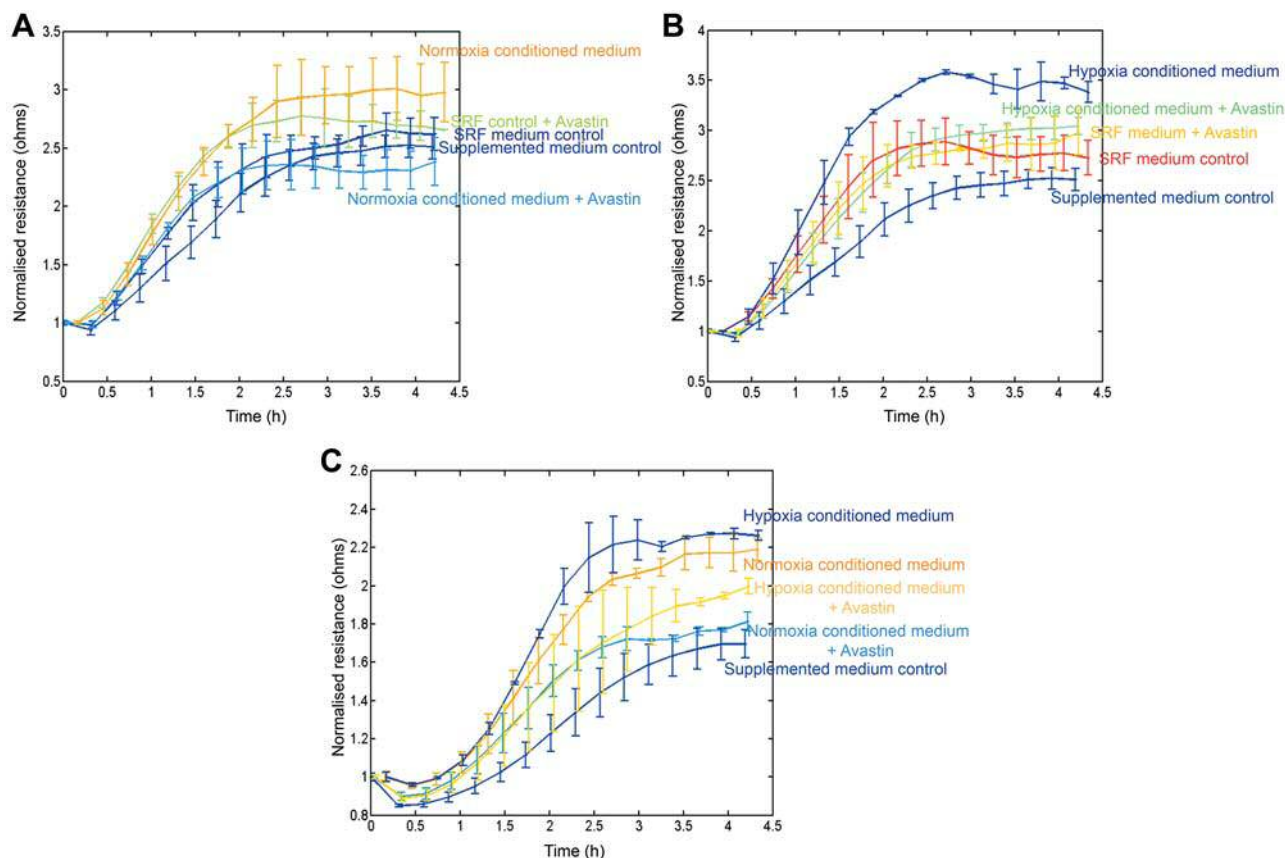 A
3.5
3
2.5
2
1.5
1
0.5
Normalised resistance (ohms)
0 0.5 1 1.5 2 2.5 3 3.5 4 4.5
Time (h)
Normoxia conditioned medium
SRF control + Avastin
SRF medium control
Supplemented medium control
Normoxia conditioned medium + Avastin
B
4
3.5
3
2.5
2
1.5
1
0.5
Normalised resistance (ohms)
0 0.5 1 1.5 2 2.5 3 3.5 4 4.5
Time (h)
Hypoxia conditioned medium
Hypoxia conditioned medium + Avastin
SRF medium + Avastin
SRF medium control
Supplemented medium control
C
2.6
2.4
2.2
2
1.8
1.6
1.4
1.2
1
0.8
Normalised resistance (ohms)
0 0.5 1 1.5 2 2.5 3 3.5 4 4.5
Time (h)
Hypoxia conditioned medium
Normoxia conditioned medium
Hypoxia conditioned medium
+ Avastin
Normoxia conditioned medium
+ Avastin
Supplemented medium control